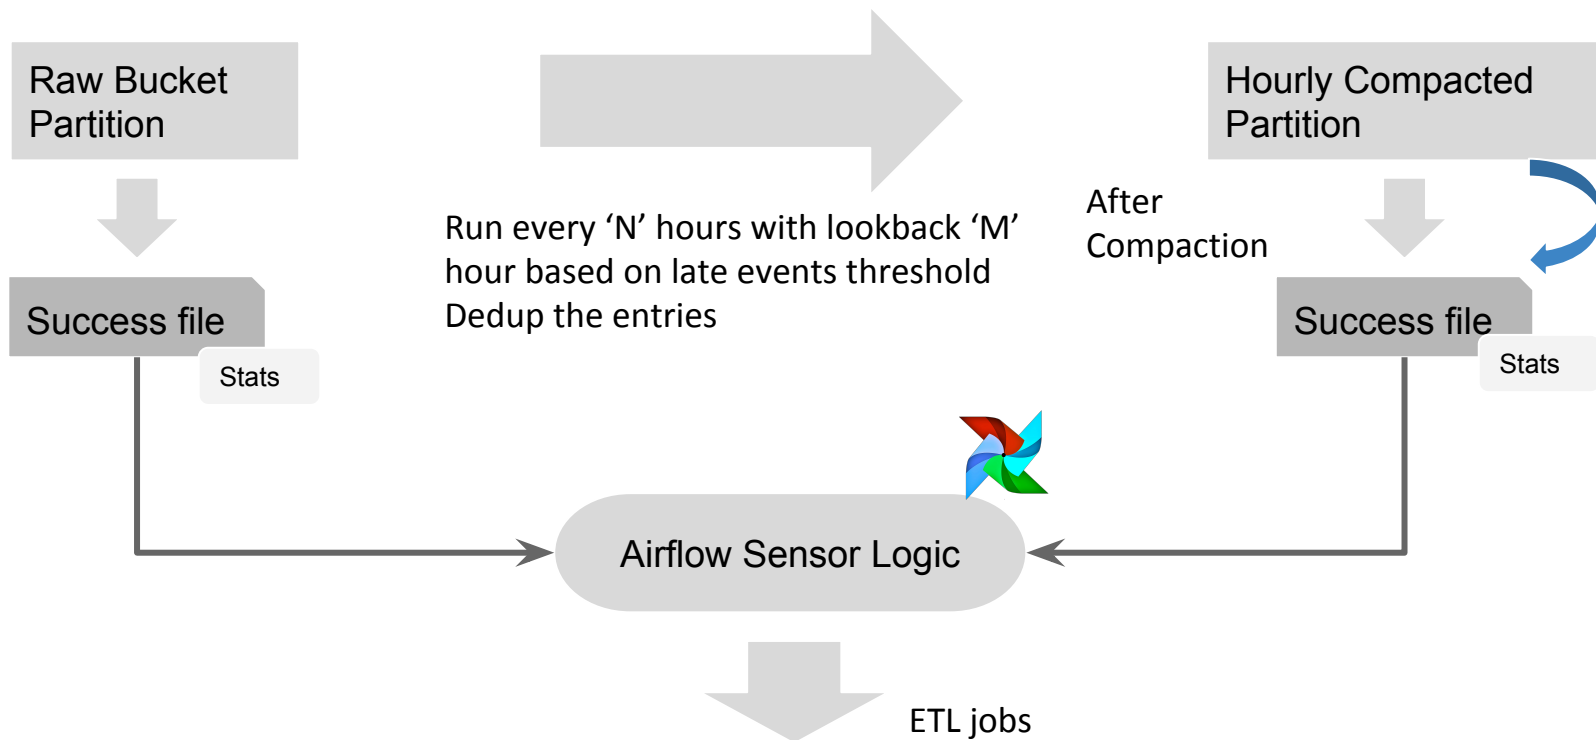 Raw Bucket
Partition
Hourly Compacted
Partition
Run every ‘N’ hours with lookback ‘M’
hour based on late events threshold
Dedup the entries
After
Compaction
Success file
Stats
Success file
Stats
Airflow Sensor Logic
ETL jobs